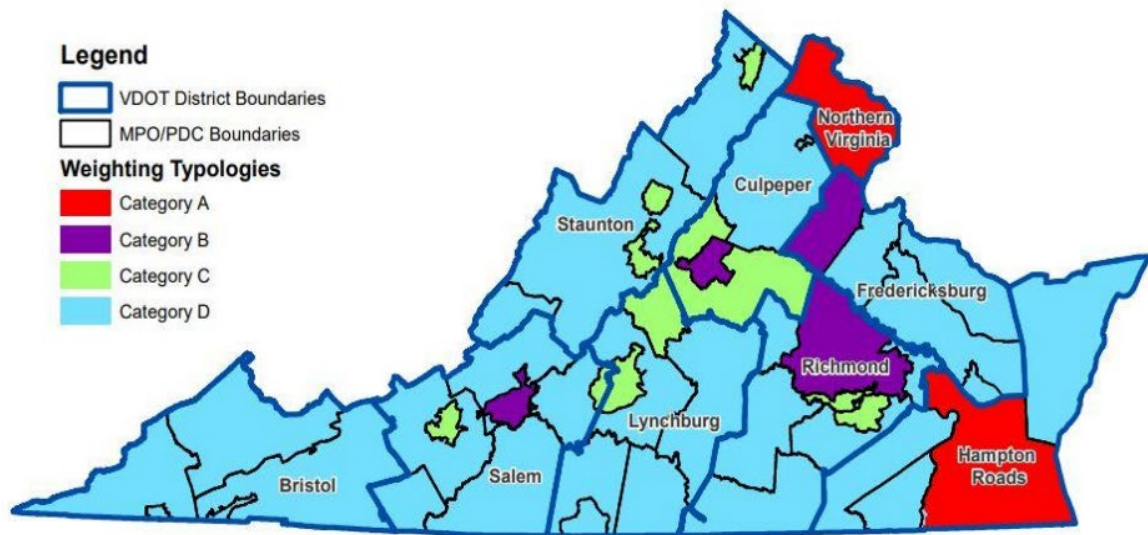 Legend
VDOT District Boundaries
MPO/PDC Boundaries
Weighting Typologies
Category A
Category B
Category C
Category D
Northern
Virginia
Culpeper
Staunton
Fredericksburg
Richmond
Lynchburg
Hampton
Roads
Salem
Bristol